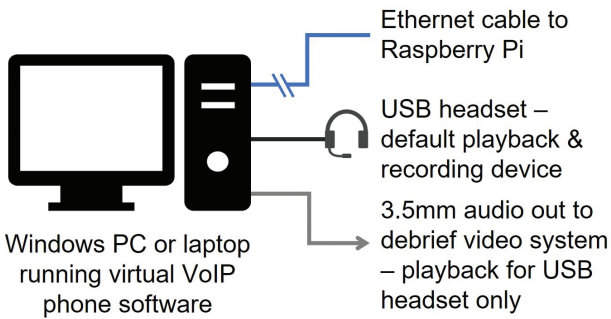 Ethernet cable to
Raspberry Pi
USB headset –
default playback &
recording device
3.5mm audio out to
debrief video system
– playback for USB
headset only
Windows PC or laptop
running virtual VoIP
phone software